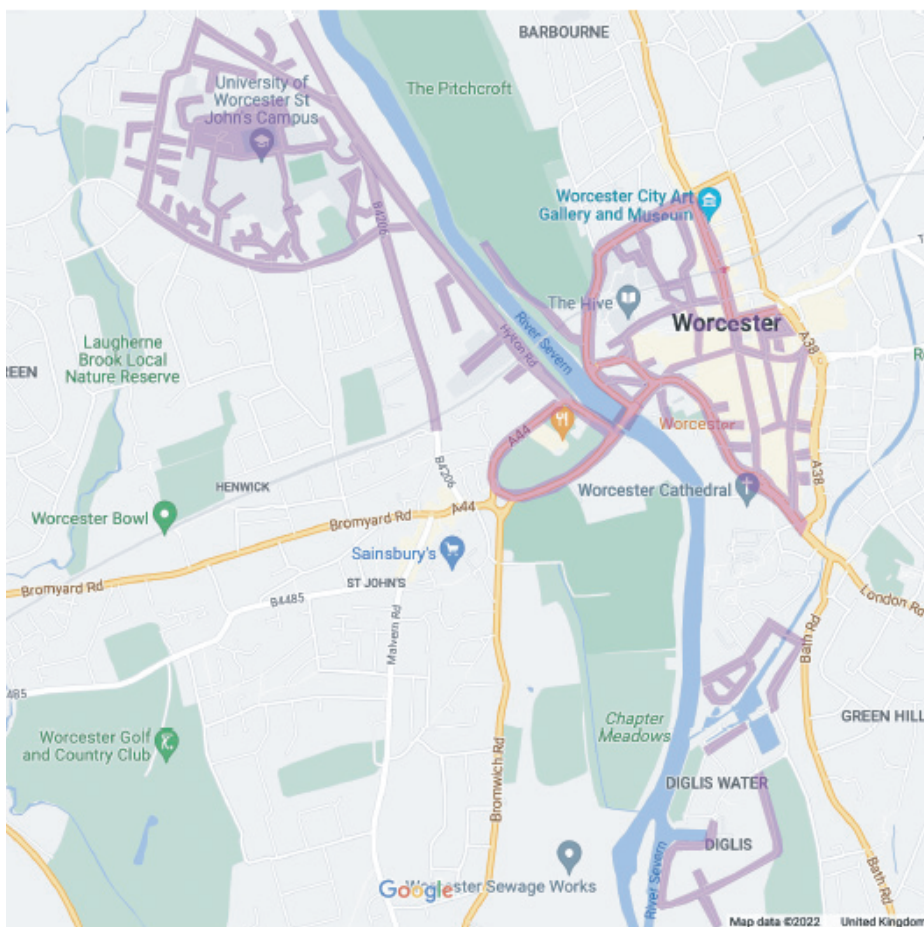 BARBOURNE
The Pitchcroft
University of
Worcester St
John's Campus
B4206
Worcester City Art
Gallery and Museum
The Hive
Worcester
A38
River Severn
Hylton Rd
Laugherne
Brook Local
Nature Reserve
REEN
A44
Worcester
A38
HENWICK
B4206
Worcester Cathedral
Worcester Bowl
Bromyard Rd
A44
Sainsbury's
Bromyard Rd
ST JOHN'S
B4485
London Rd
Malvern Rd
Bath Rd
485
Worcester Golf
and Country Club
Chapter
Meadows
GREEN HILL
Bromwich Rd
DIGLIS WATER
DIGLIS
River Severn
Bath Rd
Google
Worcester Sewage Works
Map data ©2022
United Kingdom